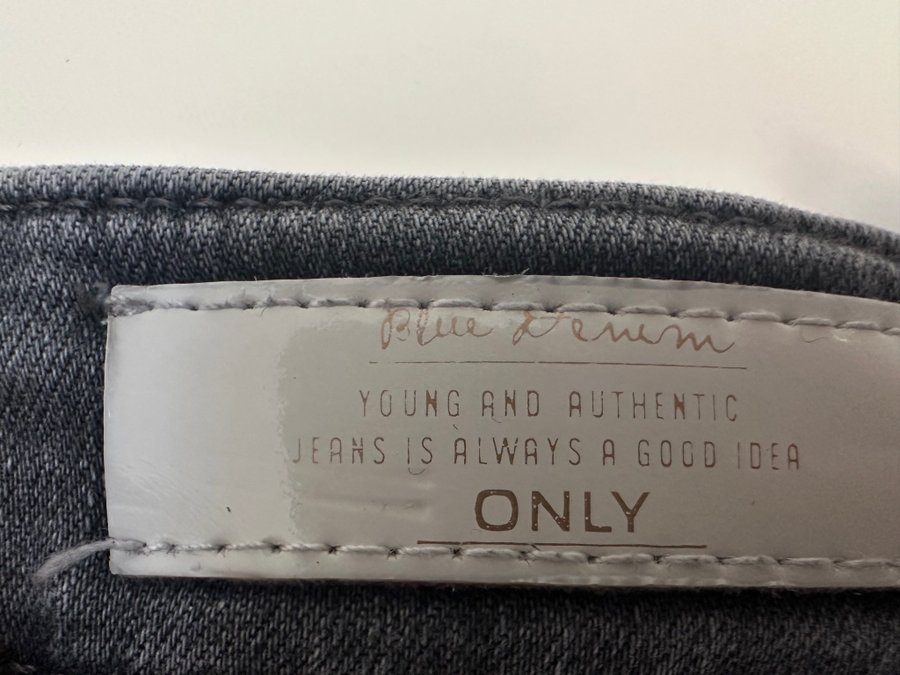 Blue Denim
YOUNG AND AUTHENTIC
JEANS IS ALWAYS A GOOD IDEA
ONLY